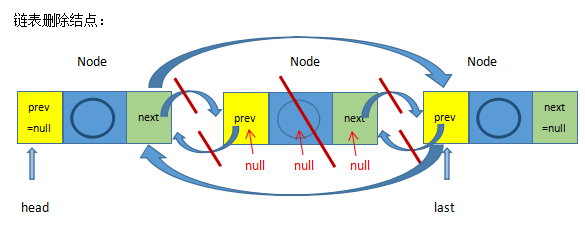 链表删除结点：
Node Node Node
prev =null next prev next prev next =null
null null null
head last